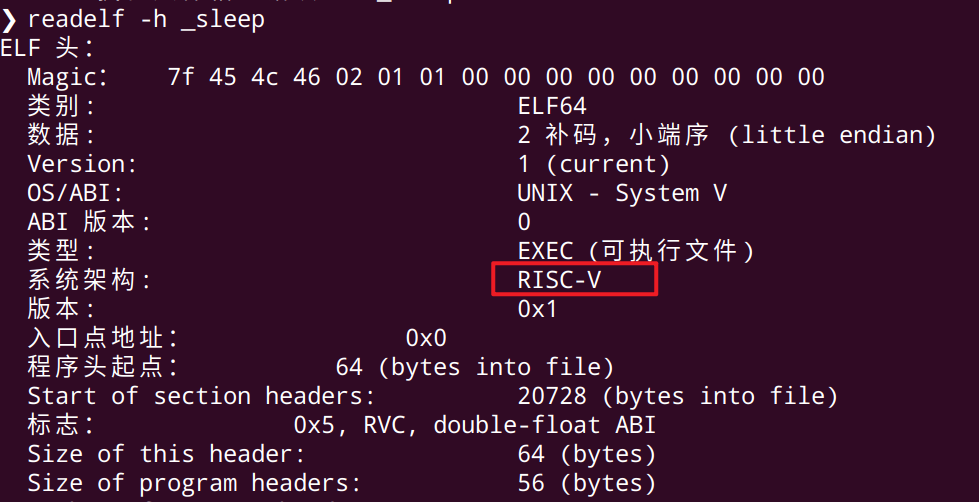 ❯ readelf -h _sleep
ELF 头：
Magic： 7f 45 4c 46 02 01 01 00 00 00 00 00 00 00 00 00
类别： ELF64
数据： 2 补码，小端序 (little endian)
Version: 1 (current)
OS/ABI: UNIX - System V
ABI 版本： 0
类型： EXEC (可执行文件)
系统架构： RISC-V
版本： 0x1
入口点地址： 0x0
程序头起点： 64 (bytes into file)
Start of section headers: 20728 (bytes into file)
标志： 0x5, RVC, double-float ABI
Size of this header: 64 (bytes)
Size of program headers: 56 (bytes)